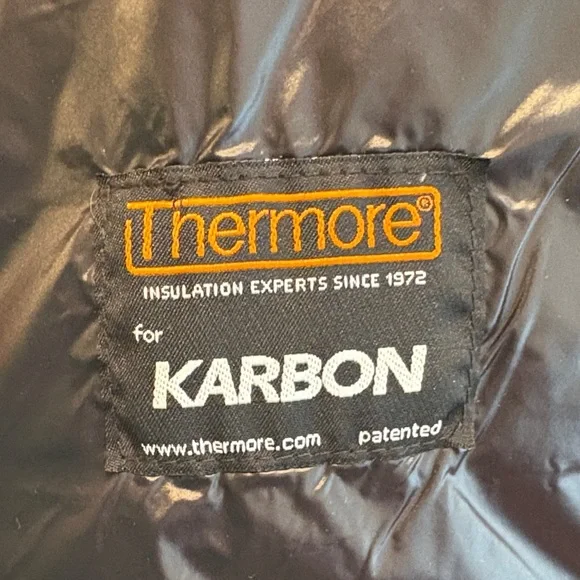 Thermore®
INSULATION EXPERTS SINCE 1972
for
KARBON
www.thermore.com patented